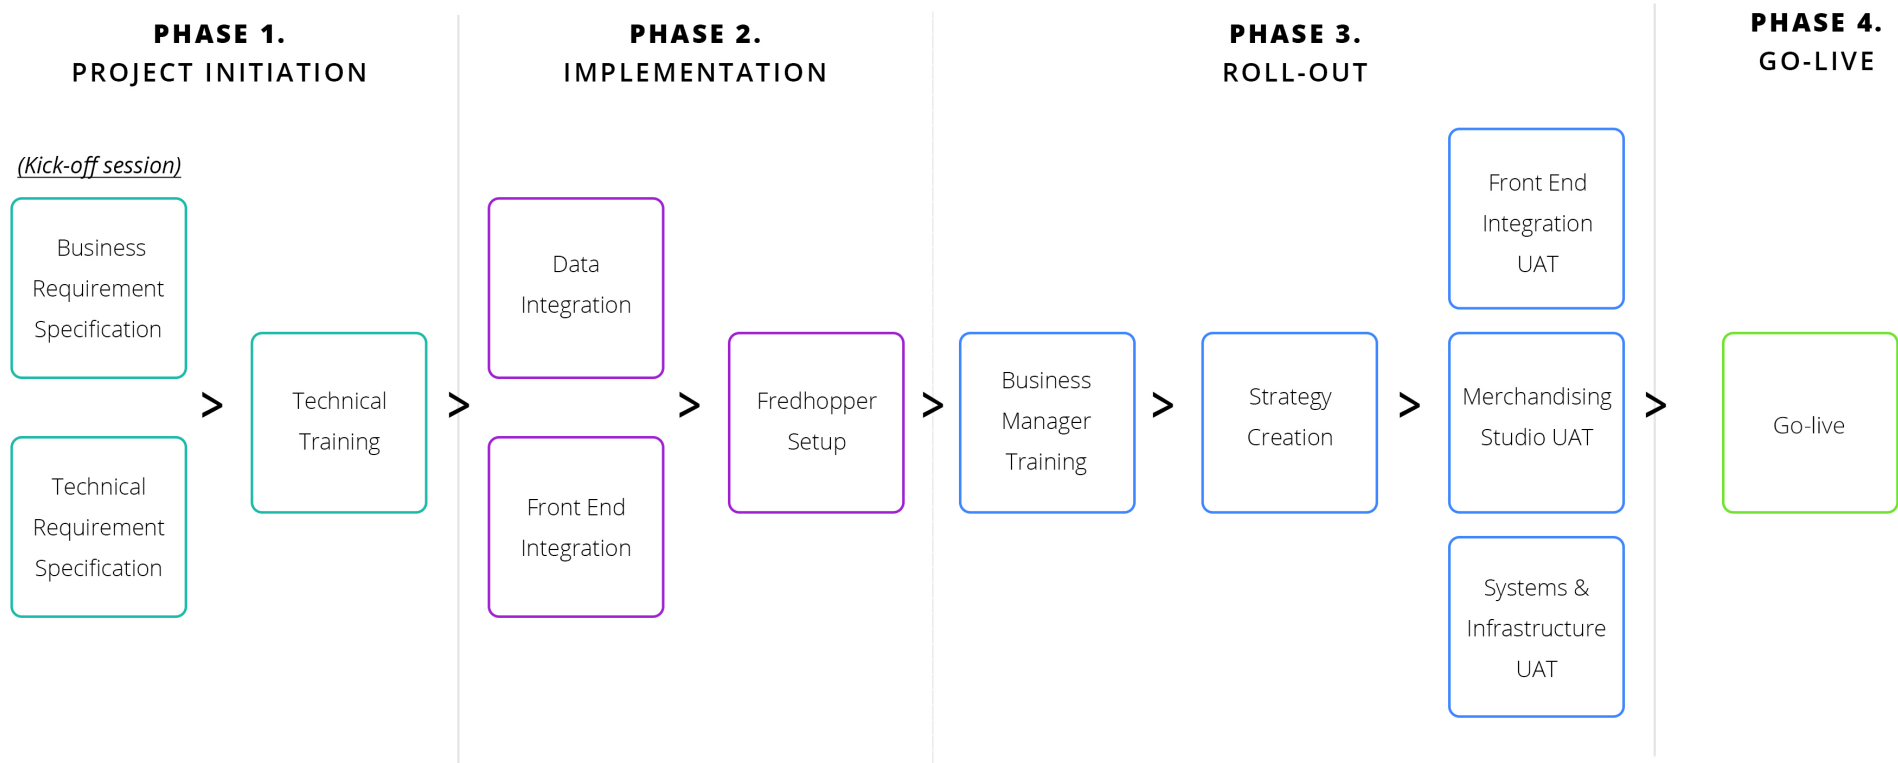 PHASE 1.
PROJECT INITIATION
(Kick-off session)
Business
Requirement
Specification
Technical
Requirement
Specification
>
Technical
Training
>
PHASE 2.
IMPLEMENTATION
Data
Integration
Front End
Integration
>
Fredhopper
Setup
>
PHASE 3.
ROLL-OUT
Business
Manager
Training
>
Strategy
Creation
>
Front End
Integration
UAT
Merchandising
Studio UAT
Systems &
Infrastructure
UAT
>
PHASE 4.
GO-LIVE
Go-live